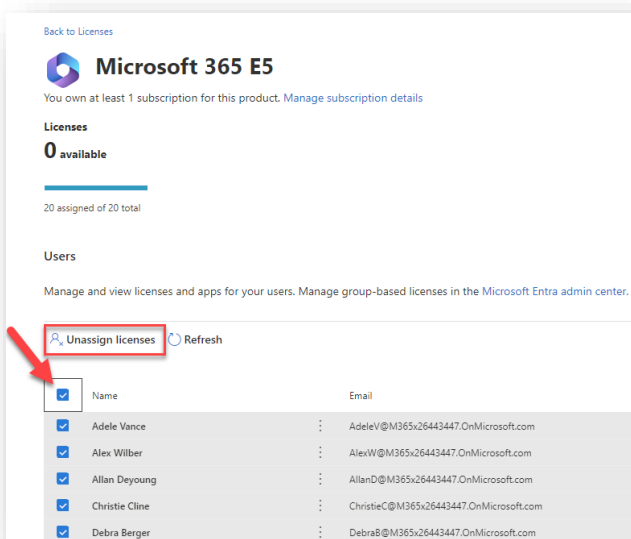 Back to Licenses
Microsoft 365 E5
You own at least 1 subscription for this product. Manage subscription details
Licenses
0 available
20 assigned of 20 total
Users
Manage and view licenses and apps for your users. Manage group-based licenses in the Microsoft Entra admin center.
Unassign licenses Refresh
Name Email
Adele Vance AdeleV@M365x26443447.OnMicrosoft.com
Alex Wilber AlexW@M365x26443447.OnMicrosoft.com
Allan Deyoung AllanD@M365x26443447.OnMicrosoft.com
Christie Cline ChristieC@M365x26443447.OnMicrosoft.com
Debra Berger DebraB@M365x26443447.OnMicrosoft.com